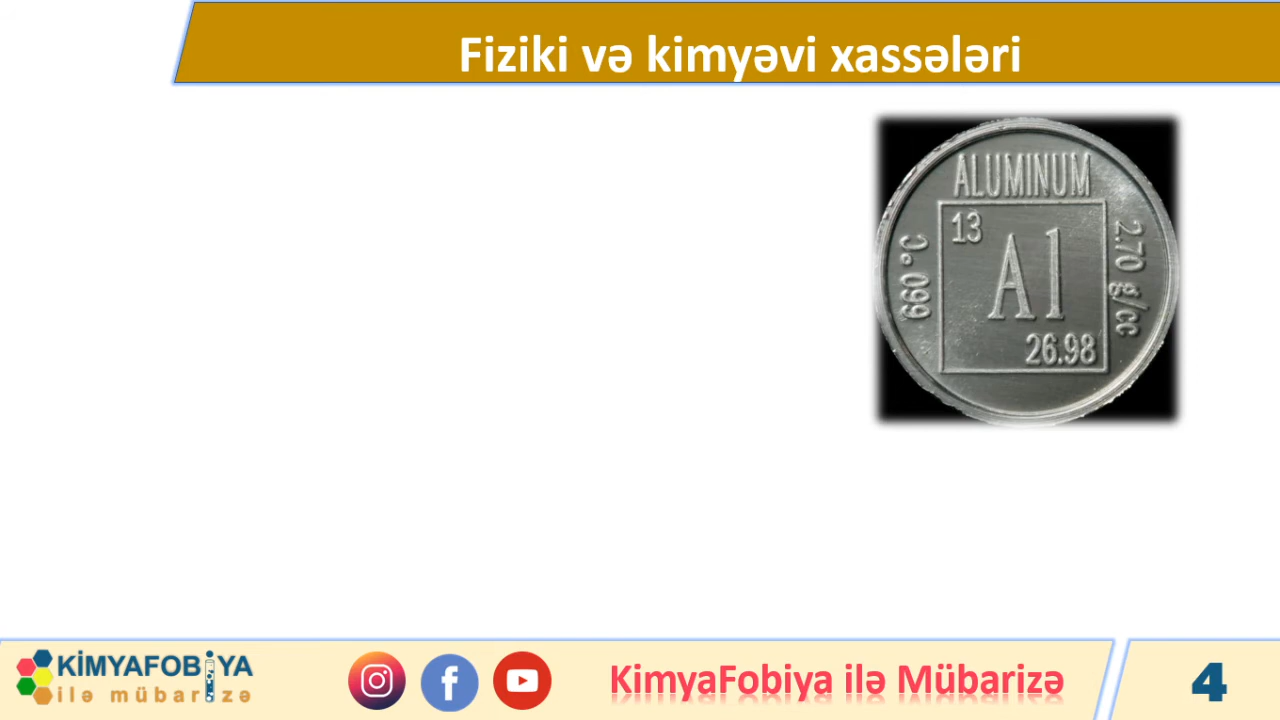 Fiziki və kimyəvi xassələri
ALUMINUM
13
Al
26.98
660 °C
2.70 g/cc
KİMYAFOBİYA
ilə mübarizə
KimyaFobiya ilə Mübarizə
4